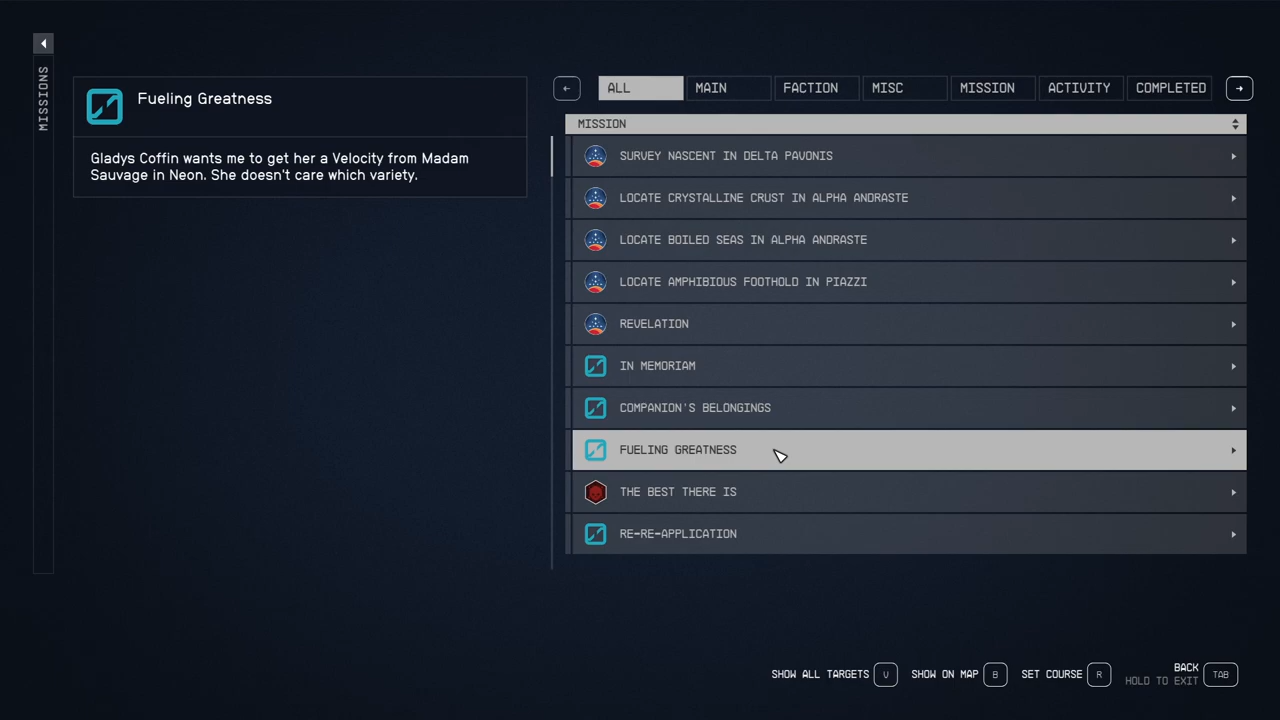 MISSIONS
Fueling Greatness
Gladys Coffin wants me to get her a Velocity from Madam
Sauvage in Neon. She doesn't care which variety.
ALL
MAIN
FACTION
MISC
MISSION
ACTIVITY
COMPLETED
MISSION
SURVEY NASCENT IN DELTA PAVONIS
LOCATE CRYSTALLINE CRUST IN ALPHA ANDRASTE
LOCATE BOILED SEAS IN ALPHA ANDRASTE
LOCATE AMPHIBIOUS FOOTHOLD IN PIAZZI
REVELATION
IN MEMORIAM
COMPANION'S BELONGINGS
FUELING GREATNESS
THE BEST THERE IS
RE-RE-APPLICATION
SHOW ALL TARGETS V
SHOW ON MAP B
SET COURSE R
BACK
HOLD TO EXIT
TAB